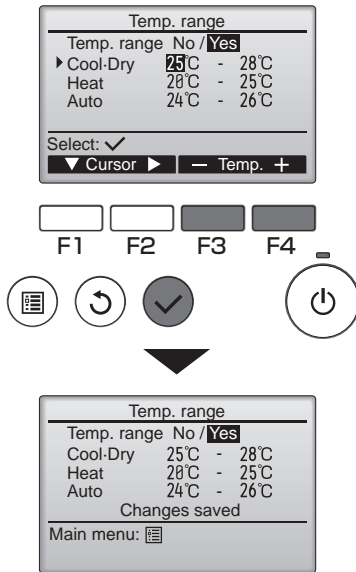 Temp. range
Temp. range No / Yes
Cool·Dry 25°C - 28°C
Heat 20°C - 25°C
Auto 24°C - 26°C
Select: ✓
▼ Cursor ▶ — Temp. +
F1 F2 F3 F4
Temp. range
Temp. range No / Yes
Cool·Dry 25°C - 28°C
Heat 20°C - 25°C
Auto 24°C - 26°C
Changes saved
Main menu: